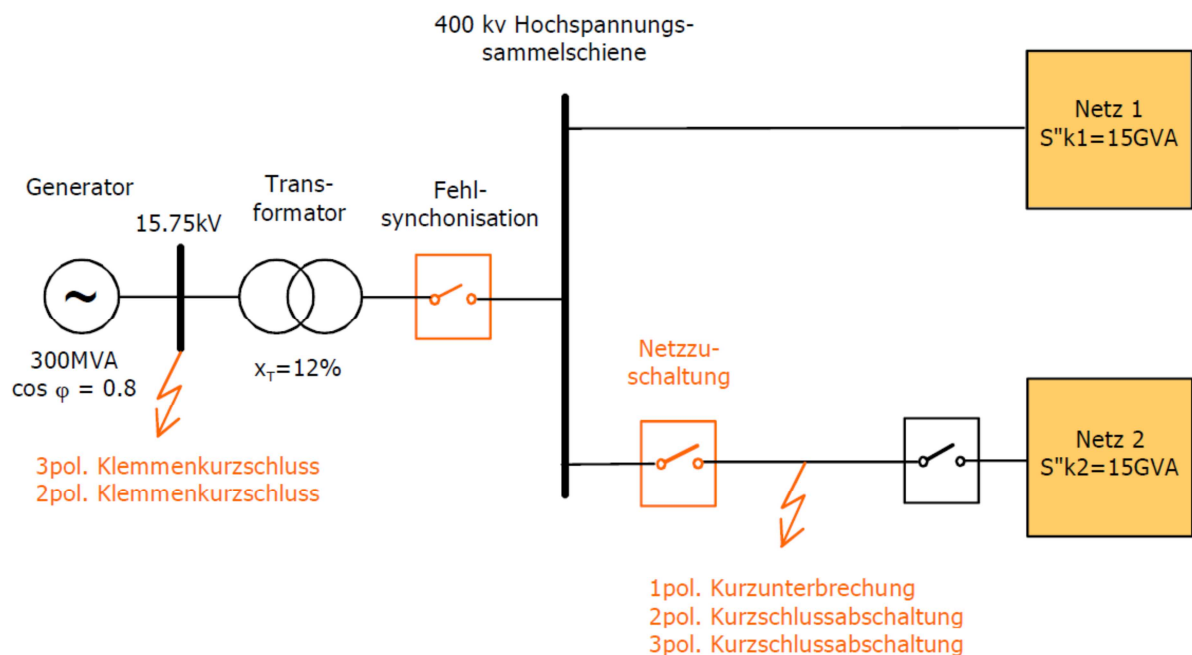 400 kv Hochspannungs-
sammelschiene
Netz 1
S"k1=15GVA
Generator
15.75kV
Trans-
formator
Fehl-
synchonisation
~
300MVA
cos φ = 0.8
xT=12%
3pol. Klemmenkurzschluss
2pol. Klemmenkurzschluss
Netzzu-
schaltung
Netz 2
S"k2=15GVA
1pol. Kurzunterbrechung
2pol. Kurzschlussabschaltung
3pol. Kurzschlussabschaltung